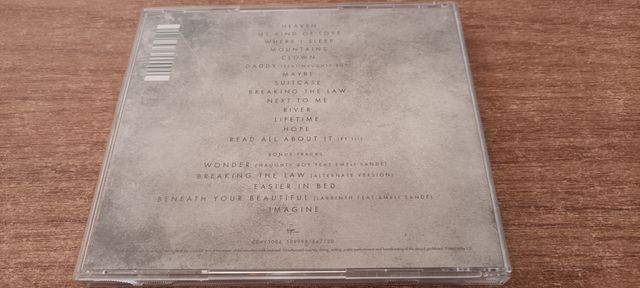 HEAVEN
MY KIND OF LOVE
WHERE I SLEEP
MOUNTAINS
CLOWN
DADDY (FEAT NAUGHTY BOY)
MAYBE
SUITCASE
BREAKING THE LAW
NEXT TO ME
RIVER
LIFETIME
HOPE
READ ALL ABOUT IT (PT III)
BONUS TRACKS
WONDER (NAUGHTY BOY FEAT EMELI SANDÉ)
BREAKING THE LAW (ALTERNATE VERSION)
EASIER IN BED
BENEATH YOUR BEAUTIFUL (LABRINTH FEAT EMELI SANDÉ)
IMAGINE